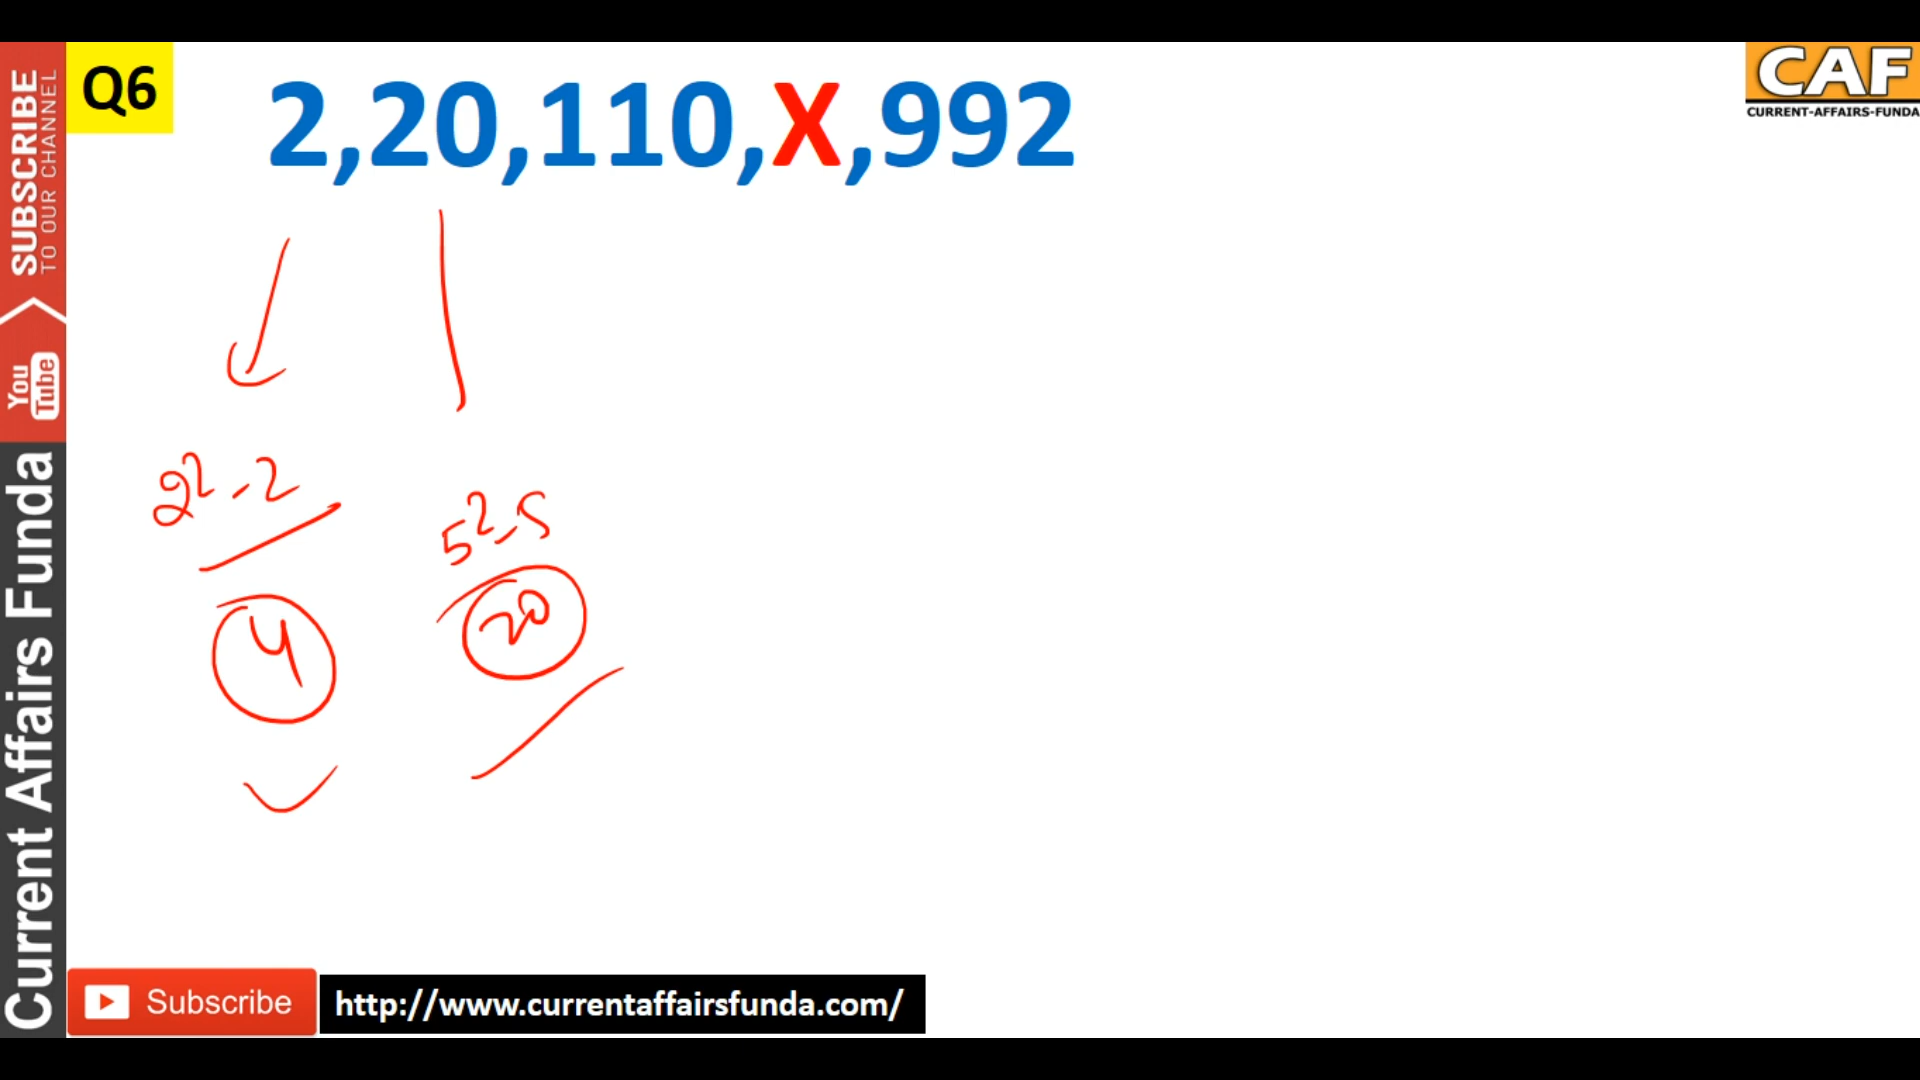 Q6
2,20,110,X,992
CAF
CURRENT-AFFAIRS-FUNDA
SUBSCRIBE
TO OUR CHANNEL
You
Tube
Current Affairs Funda
2² - 2
4
5² - 5
20
Subscribe
http://www.currentaffairsfunda.com/